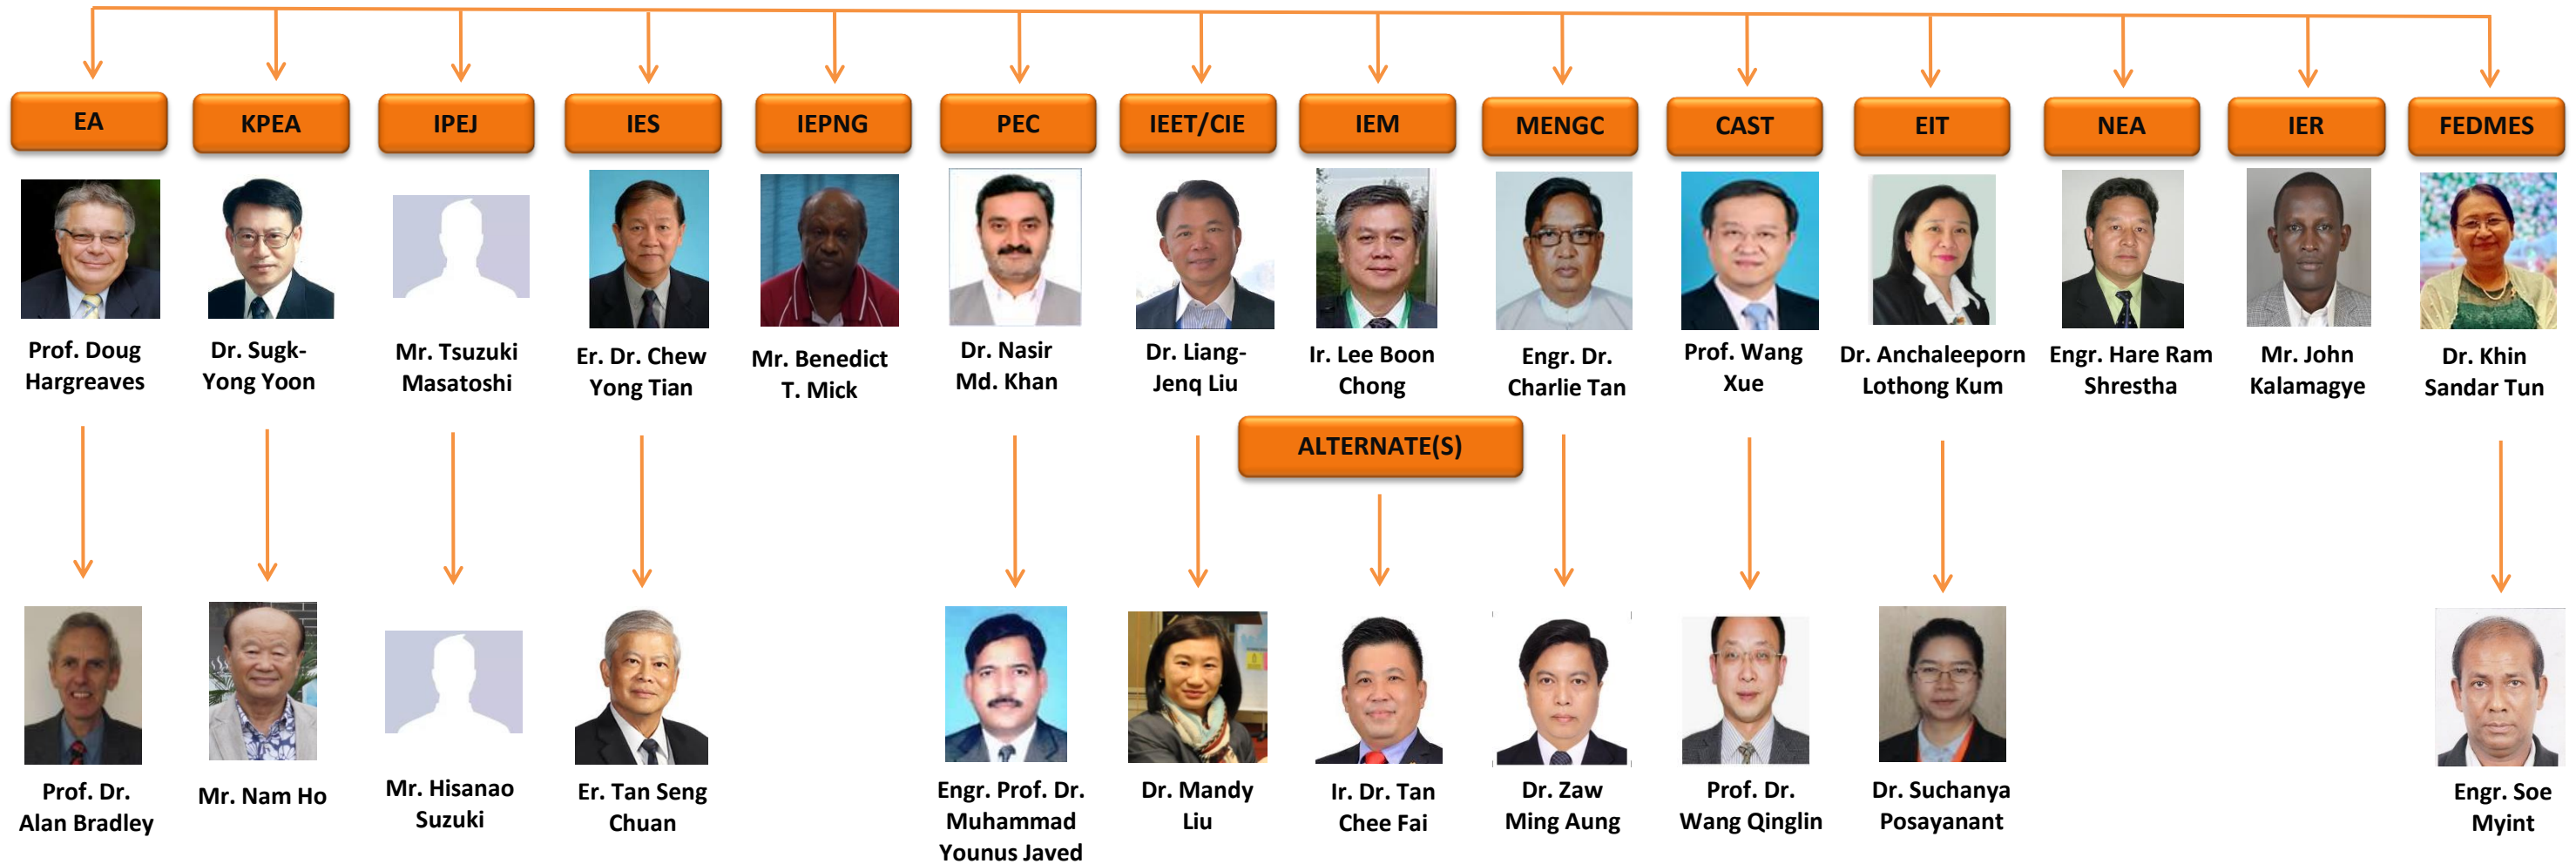 EA
KPEA
IPEJ
IES
IEPNG
PEC
IEET/CIE
IEM
MENGC
CAST
EIT
NEA
IER
FEDMES
Prof. Doug
Hargreaves
Dr. Sugk-
Yong Yoon
Mr. Tsuzuki
Masatoshi
Er. Dr. Chew
Yong Tian
Mr. Benedict
T. Mick
Dr. Nasir
Md. Khan
Dr. Liang-
Jenq Liu
Ir. Lee Boon
Chong
Engr. Dr.
Charlie Tan
Prof. Wang
Xue
Dr. Anchaleeporn
Lothong Kum
Engr. Hare Ram
Shrestha
Mr. John
Kalamagye
Dr. Khin
Sandar Tun
ALTERNATE(S)
Prof. Dr.
Alan Bradley
Mr. Nam Ho
Mr. Hisanao
Suzuki
Er. Tan Seng
Chuan
Engr. Prof. Dr.
Muhammad
Younus Javed
Dr. Mandy
Liu
Ir. Dr. Tan
Chee Fai
Dr. Zaw
Ming Aung
Prof. Dr.
Wang Qinglin
Dr. Suchanya
Posayanant
Engr. Soe
Myint